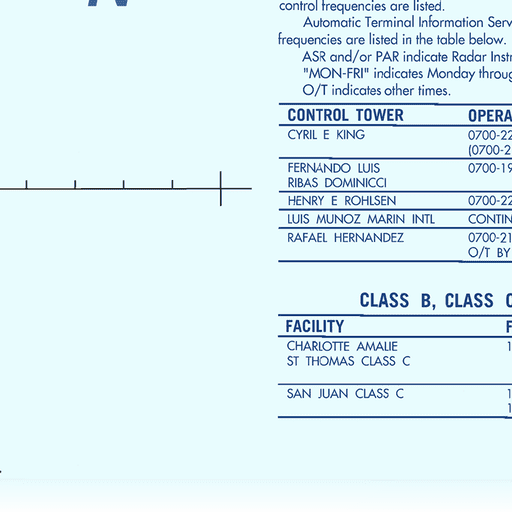 control frequencies are listed.
Automatic Terminal Information Serv
frequencies are listed in the table below.
ASR and/or PAR indicate Radar Inst
"MON-FRI" indicates Monday throug
O/T indicates other times.
CONTROL TOWER OPERA
CYRIL E KING 0700-22
(0700-2
FERNANDO LUIS 0700-19
RIBAS DOMINICCI
HENRY E ROHLSEN 0700-22
LUIS MUNOZ MARIN INTL CONTIN
RAFAEL HERNANDEZ 0700-21
O/T BY
CLASS B, CLASS C
FACILITY F
CHARLOTTE AMALIE 1
ST THOMAS CLASS C
SAN JUAN CLASS C 1
1